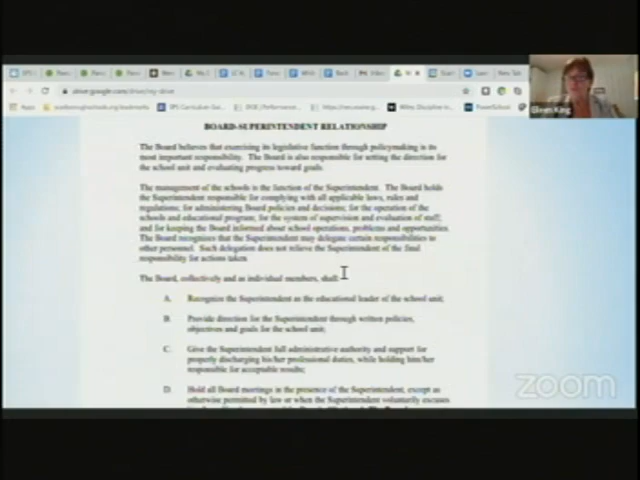 drive.google.com/drive/my-drive
Apps
PowerSchool
Eileen King
BOARD-SUPERINTENDENT RELATIONSHIP
The Board believes that exercising its legislative function through policymaking is its
most important responsibility. The Board is also responsible for setting the direction for
the school unit and evaluating progress toward goals.
The management of the schools is the function of the Superintendent. The Board holds
the Superintendent responsible for complying with all applicable laws, rules and
regulations; for administering Board policies and decisions; for the operation of the
schools and educational program; for the system of supervision and evaluation of staff;
and for keeping the Board informed about school operations, problems and opportunities.
The Board recognizes that the Superintendent may delegate certain responsibilities to
other personnel. Such delegation does not relieve the Superintendent of the final
responsibility for actions taken.
The Board, collectively and as individual members, shall:
A. Recognize the Superintendent as the educational leader of the school unit;
B. Provide direction for the Superintendent through written policies,
objectives and goals for the school unit;
C. Give the Superintendent full administrative authority and support for
properly discharging his/her professional duties, while holding him/her
responsible for acceptable results;
D. Hold all Board meetings in the presence of the Superintendent, except as
otherwise permitted by law or when the Superintendent voluntarily excuses
zoom